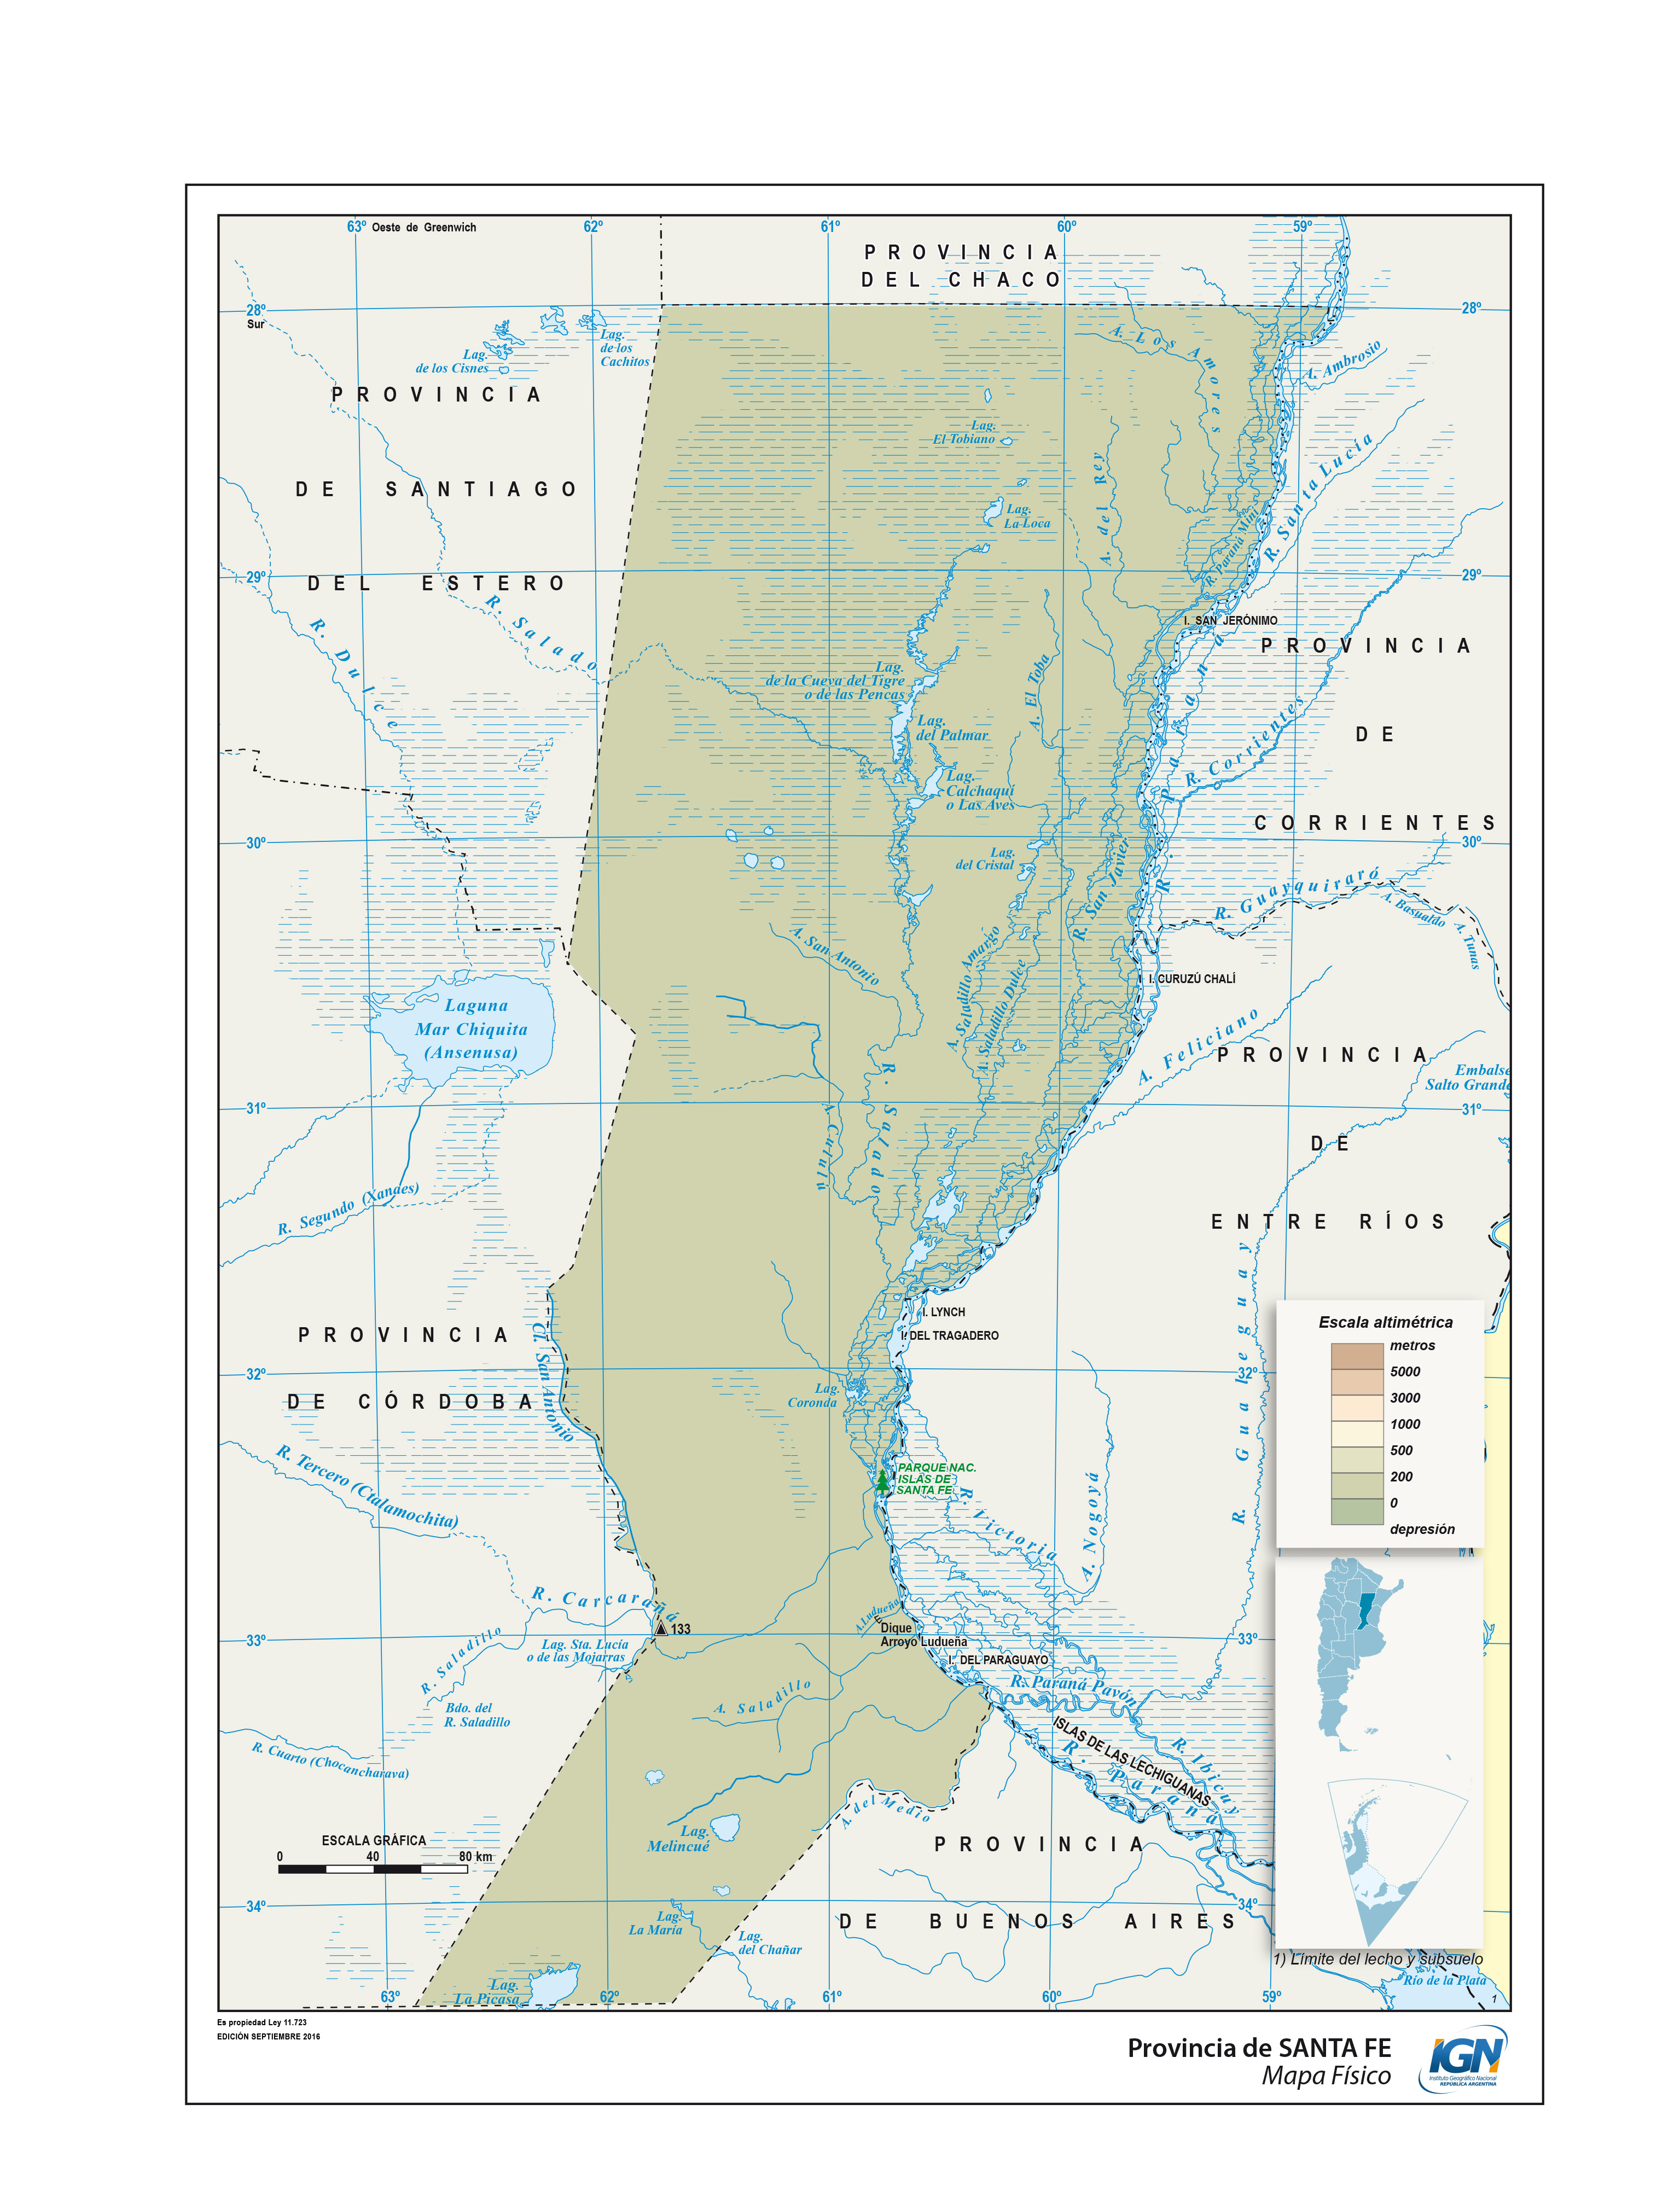 63º Oeste de Greenwich
62º
61º
60º
59º
PROVINCIA
DEL CHACO
28º
Sur
28º
Lag.
de los
Cachitos
Lag.
de los Cisnes
A. Los Amores
A. Ambrosio
PROVINCIA
DE SANTIAGO
DEL ESTERO
Lag.
El Tobiano
R. Santa Lucía
A. del Rey
Lag.
La Loca
R. Paraná Miní
29º
29º
R. Salado
R. Dulce
I. SAN JERÓNIMO
PROVINCIA
DE
CORRIENTES
Lag.
de la Cueva del Tigre
o de las Pencas
A. El Toba
R. Paraná
Lag.
del Palmar
R. Corrientes
Lag.
Calchaquí
o Las Aves
30º
30º
Lag.
del Cristal
R. San Javier
R. Guayquiraró
A. Basualdo
A. Tunas
A. San Antonio
A. Saladillo Amargo
A. Saladillo Dulce
I. CURUZÚ CHALÍ
Laguna
Mar Chiquita
(Ansenusa)
A. Feliciano
PROVINCIA
DE
ENTRE RÍOS
Embalse
Salto Grande
R. Salado
31º
31º
A. Cululú
R. Segundo (Xanaes)
R. Gualeguay
I. LYNCH
I. DEL TRAGADERO
PROVINCIA
DE CÓRDOBA
Cl. San Antonio
32º
32º
Lag.
Coronda
R. Tercero (Ctalamochita)
PARQUE NAC.
ISLAS DE
SANTA FE
R. Victoria
A. Nogoyá
R. Carcarañá
133
A. Ludueña
Dique
Arroyo Ludueña
33º
33º
Lag. Sta. Lucía
o de las Mojarras
R. Saladillo
I. DEL PARAGUAYO
R. Paraná Pavón
A. Saladillo
Bdo. del
R. Saladillo
R. Cuarto (Chocancharava)
ISLAS DE LAS LECHIGUANAS
R. Ibicuy
R. Paraná
A. del Medio
Lag.
Melincué
PROVINCIA
DE BUENOS AIRES
ESCALA GRÁFICA
0 40 80 km
34º
34º
Lag.
La María
Lag.
del Chañar
Lag.
La Picasa
63º
62º
61º
60º
59º
Escala altimétrica
metros
5000
3000
1000
500
200
0
depresión
1) Límite del lecho y subsuelo
Río de la Plata
1
Es propiedad Ley 11.723
EDICIÓN SEPTIEMBRE 2016
Provincia de SANTA FE
Mapa Físico
IGN
Instituto Geográfico Nacional
REPÚBLICA ARGENTINA